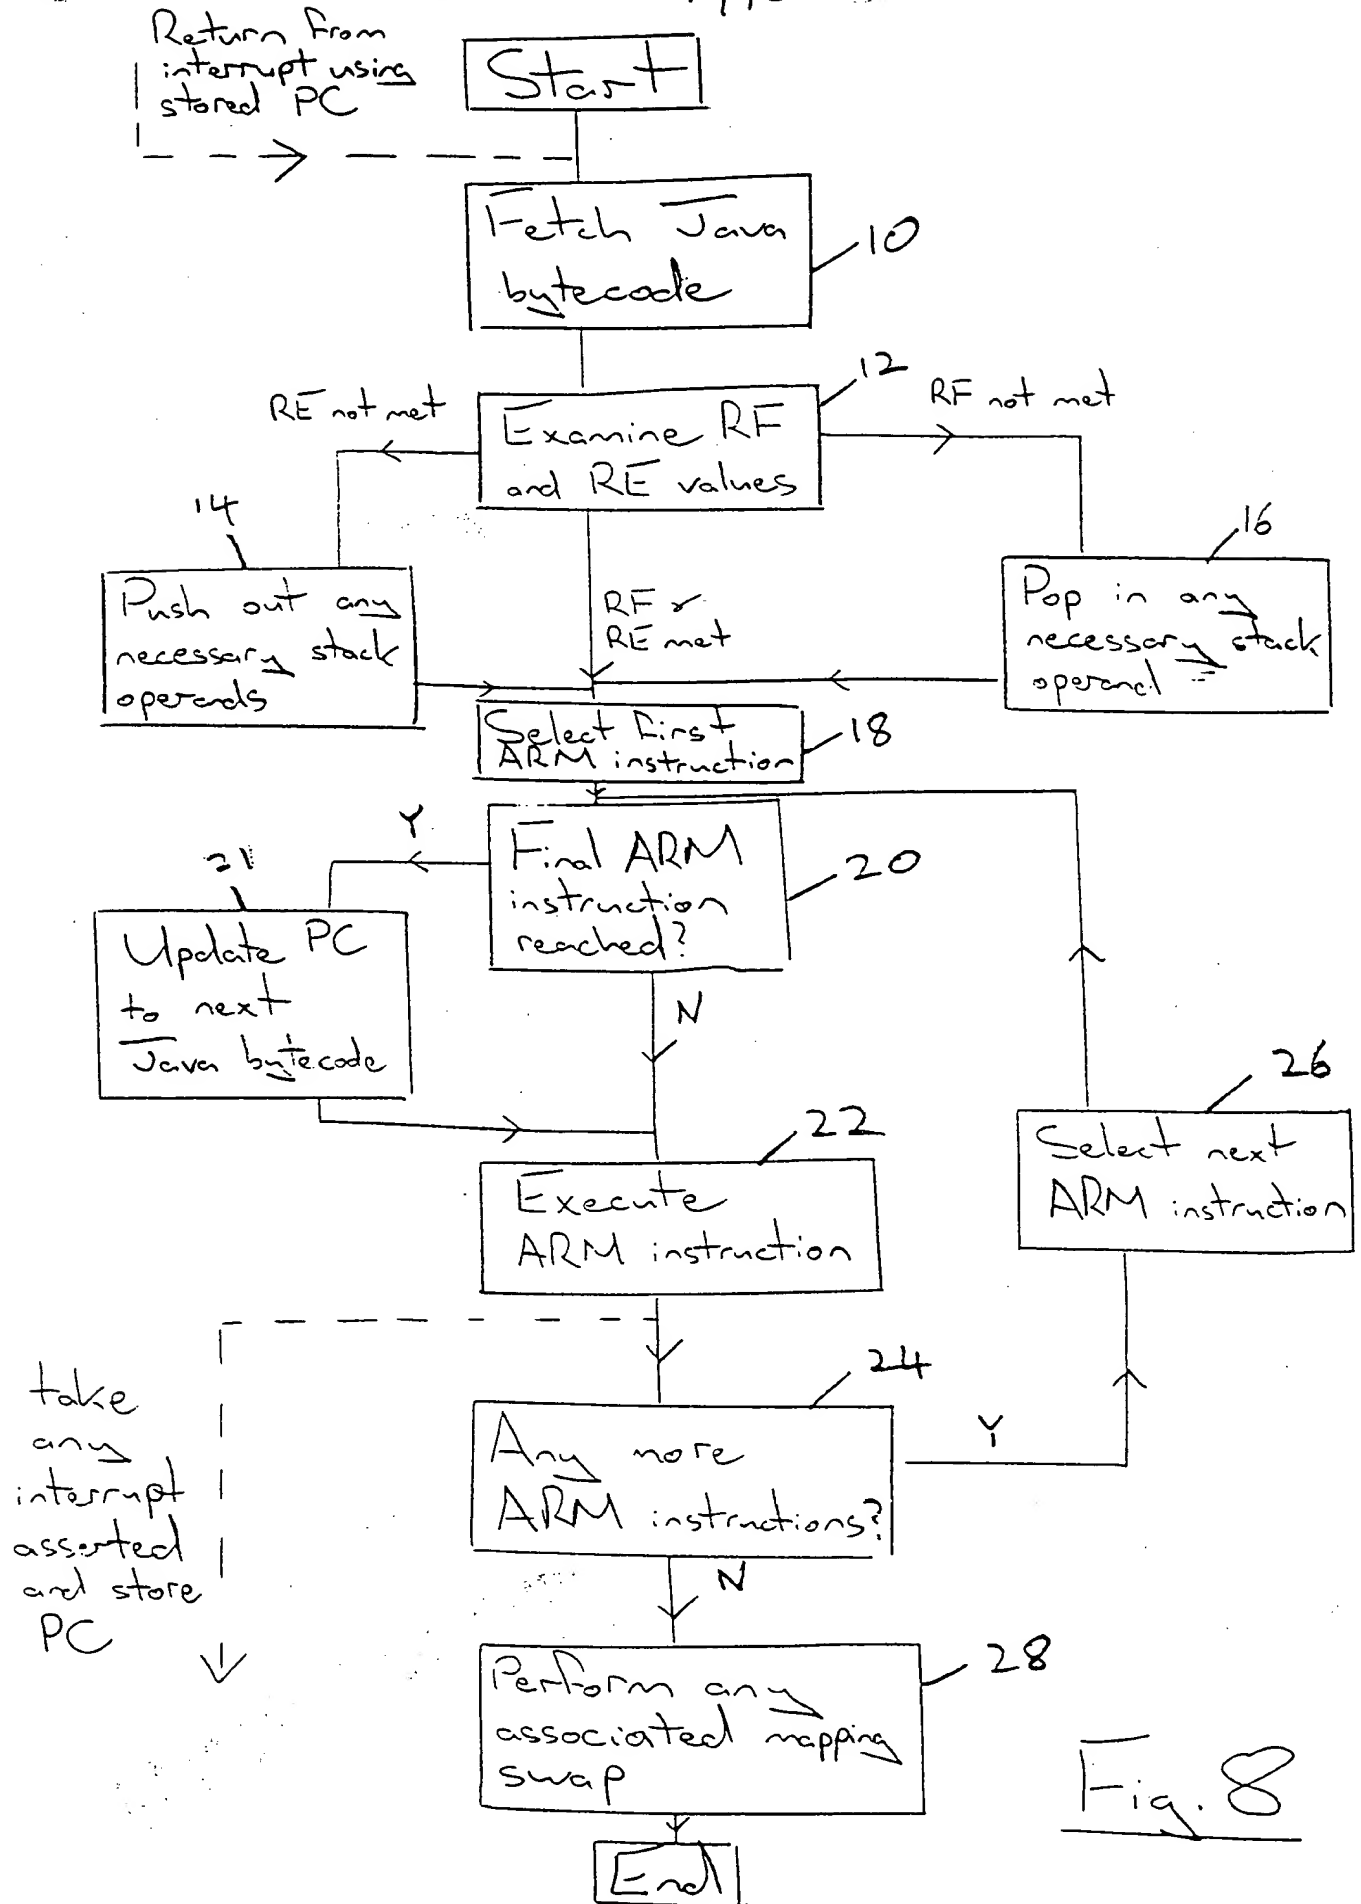 Return from
interrupt using
stored PC
Start
Fetch Java
bytecode
10
RE not met
Examine RF
and RE values
12
RF not met
14
Push out any
necessary stack
operands
RF &
RE met
16
Pop in any
necessary stack
operand
Select first
ARM instruction
18
Y
Final ARM
instruction
reached?
20
21
Update PC
to next
Java bytecode
N
22
Execute
ARM instruction
26
Select next
ARM instruction
take
any
interrupt
asserted
and store
PC
24
Any more
ARM instructions?
Y
N
28
Perform any
associated mapping
swap
End
Fig. 8